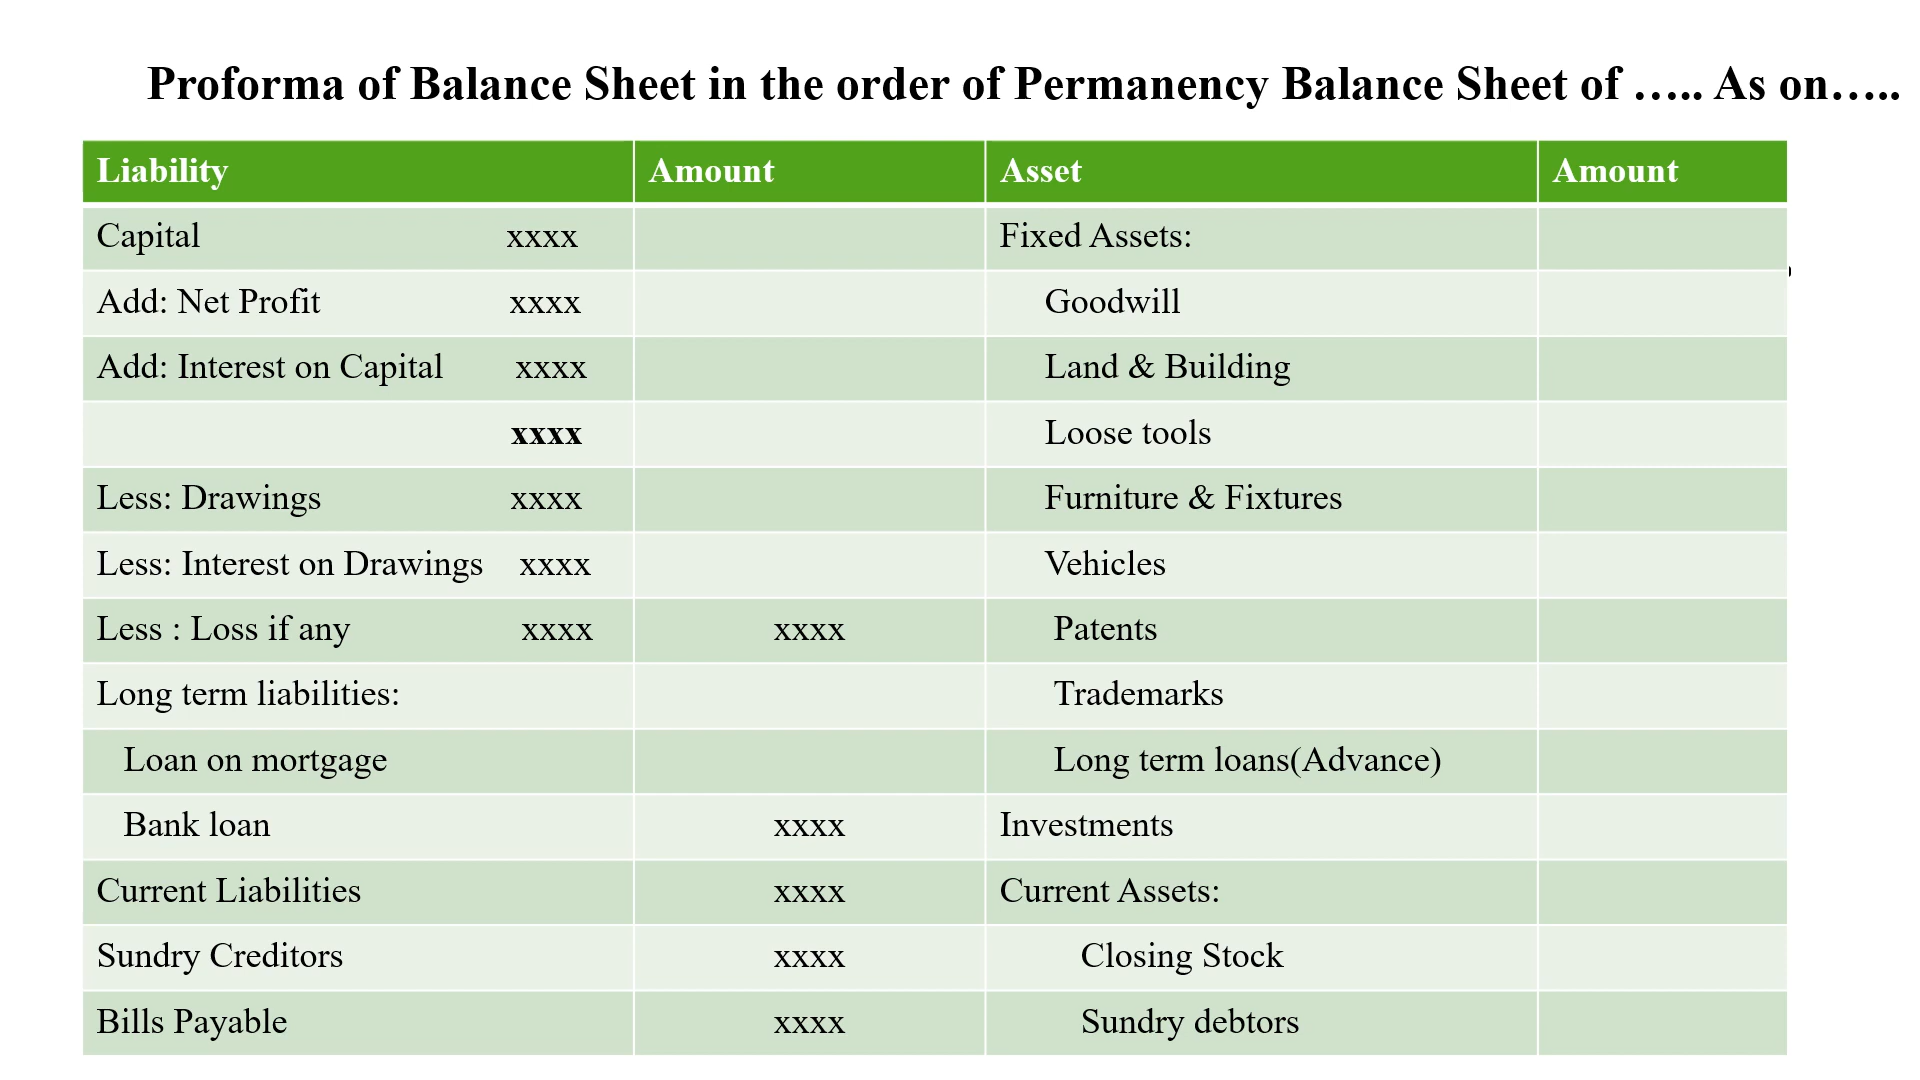 Proforma of Balance Sheet in the order of Permanency Balance Sheet of ….. As on…..
Liability Amount Asset Amount
Capital xxxx Fixed Assets:
Add: Net Profit xxxx Goodwill
Add: Interest on Capital xxxx Land & Building
xxxx Loose tools
Less: Drawings xxxx Furniture & Fixtures
Less: Interest on Drawings xxxx Vehicles
Less : Loss if any xxxx xxxx Patents
Long term liabilities: Trademarks
Loan on mortgage Long term loans(Advance)
Bank loan xxxx Investments
Current Liabilities xxxx Current Assets:
Sundry Creditors xxxx Closing Stock
Bills Payable xxxx Sundry debtors